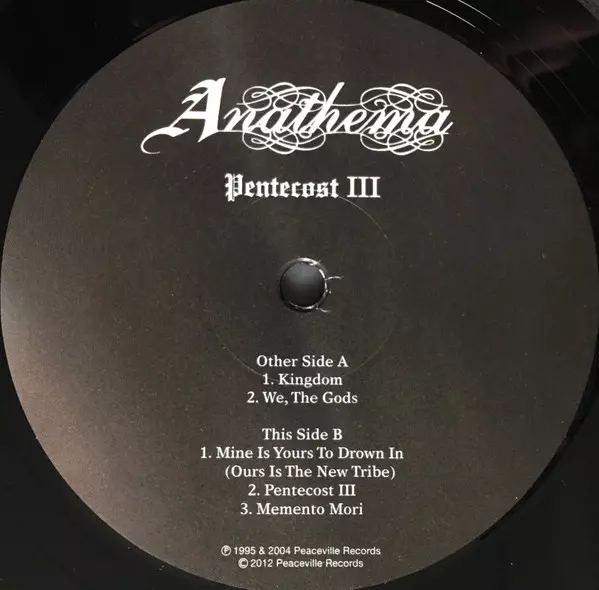 Anathema
Pentecost III
Other Side A
1. Kingdom
2. We, The Gods
This Side B
1. Mine Is Yours To Drown In
(Ours Is The New Tribe)
2. Pentecost III
3. Memento Mori
℗ 1995 & 2004 Peaceville Records
© 2012 Peaceville Records